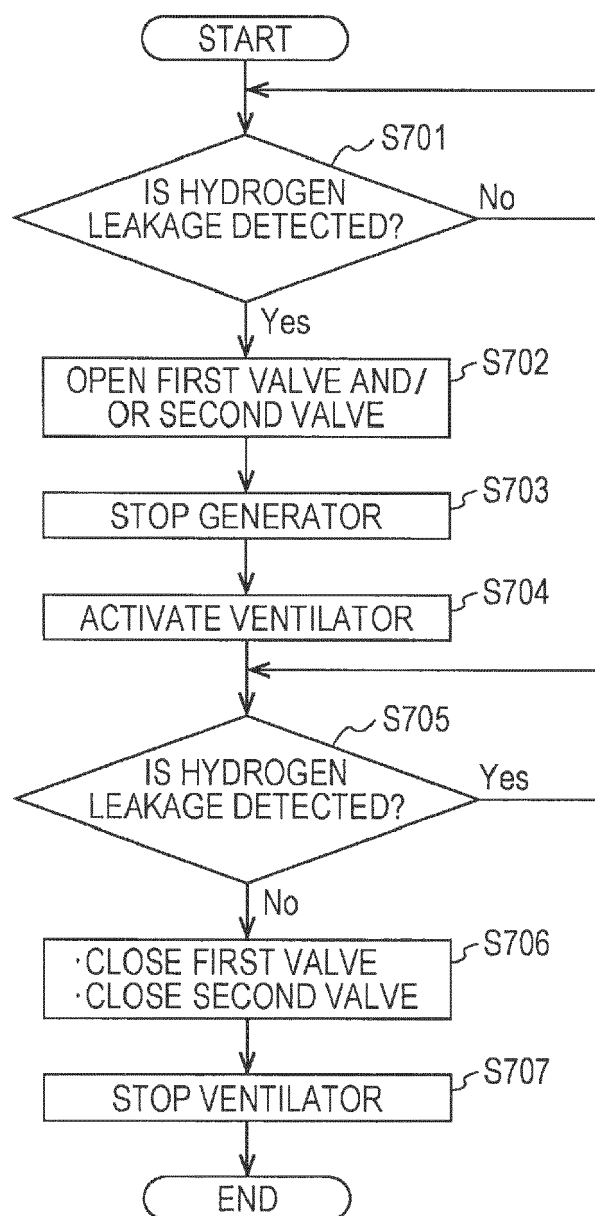 START
S701
IS HYDROGEN
LEAKAGE DETECTED?
No
Yes
S702
OPEN FIRST VALVE AND/
OR SECOND VALVE
S703
STOP GENERATOR
S704
ACTIVATE VENTILATOR
S705
IS HYDROGEN
LEAKAGE DETECTED?
Yes
No
S706
·CLOSE FIRST VALVE
·CLOSE SECOND VALVE
S707
STOP VENTILATOR
END